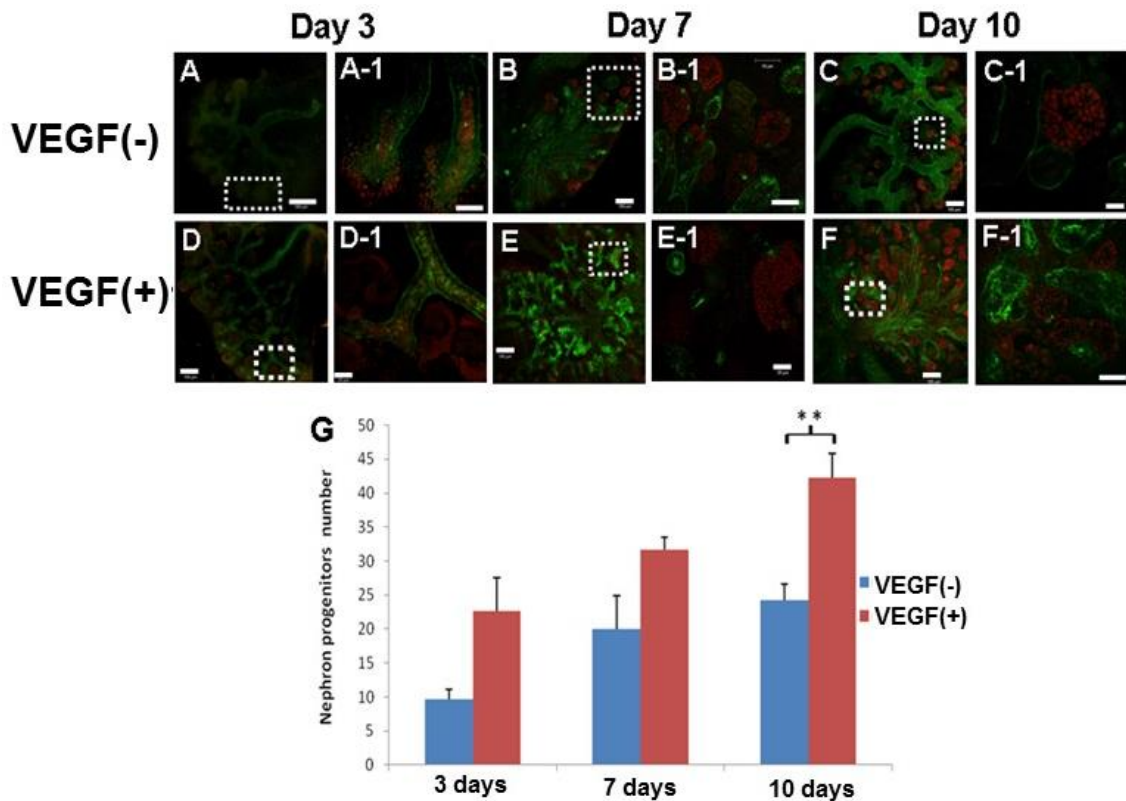 Day 3 Day 7 Day 10
VEGF(-)
A A-1 B B-1 C C-1
VEGF(+)
D D-1 E E-1 F F-1
G
**
Nephron progenitors number
50
45
40
35
30
25
20
15
10
5
0
VEGF(-)
VEGF(+)
3 days 7 days 10 days